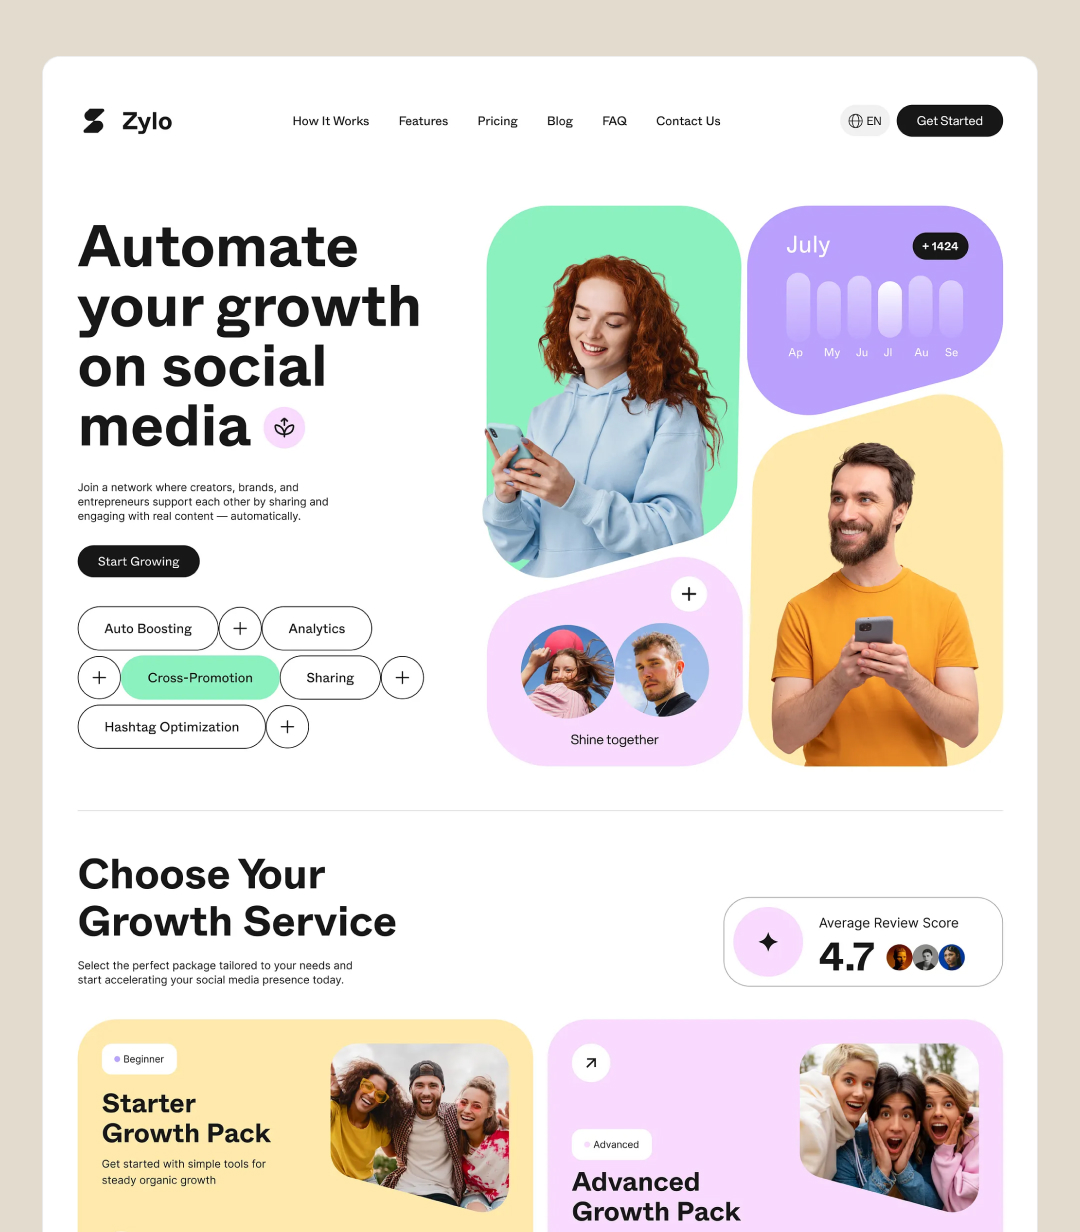 Zylo
How It Works
Features
Pricing
Blog
FAQ
Contact Us
EN
Get Started
Automate
your growth
on social
media
Join a network where creators, brands, and
entrepreneurs support each other by sharing and
engaging with real content — automatically.
Start Growing
Auto Boosting
Analytics
Cross-Promotion
Sharing
Hashtag Optimization
July
+ 1424
Ap My Ju Jl Au Se
Shine together
Choose Your
Growth Service
Select the perfect package tailored to your needs and
start accelerating your social media presence today.
Average Review Score
4.7
Beginner
Starter
Growth Pack
Get started with simple tools for
steady organic growth
Advanced
Advanced
Growth Pack